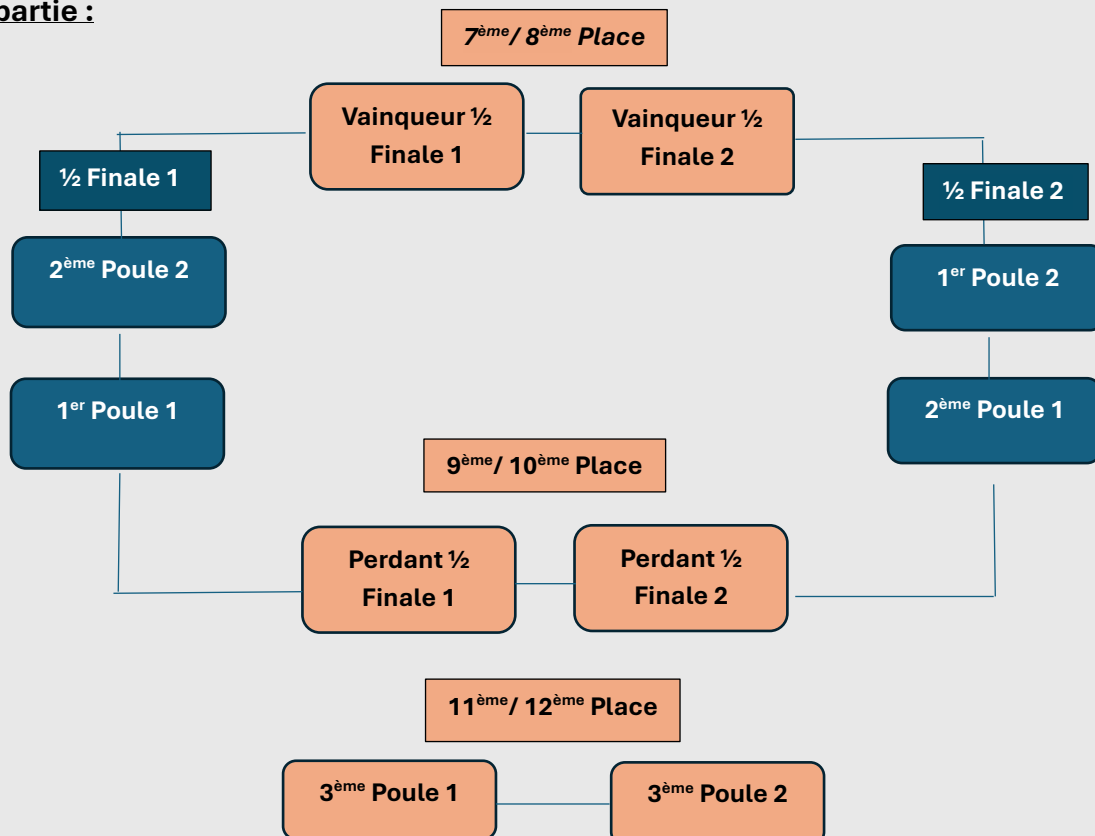 partie :
7ème/ 8ème Place
Vainqueur ½
Finale 1
Vainqueur ½
Finale 2
½ Finale 1
½ Finale 2
2ème Poule 2
1er Poule 2
1er Poule 1
2ème Poule 1
9ème/ 10ème Place
Perdant ½
Finale 1
Perdant ½
Finale 2
11ème/ 12ème Place
3ème Poule 1
3ème Poule 2